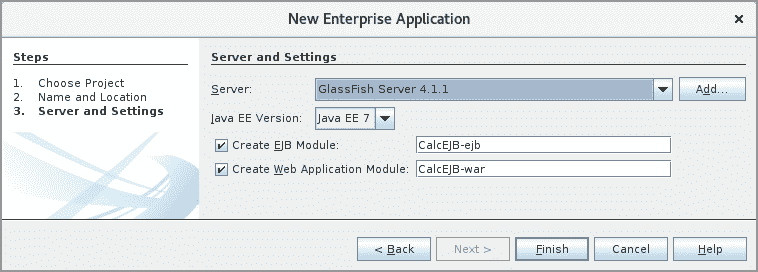 New Enterprise Application
×
Steps
1. Choose Project
2. Name and Location
3. Server and Settings
Server and Settings
Server: GlassFish Server 4.1.1 Add...
Java EE Version: Java EE 7
Create EJB Module: CalcEJB-ejb
Create Web Application Module: CalcEJB-war
< Back Next > Finish Cancel Help